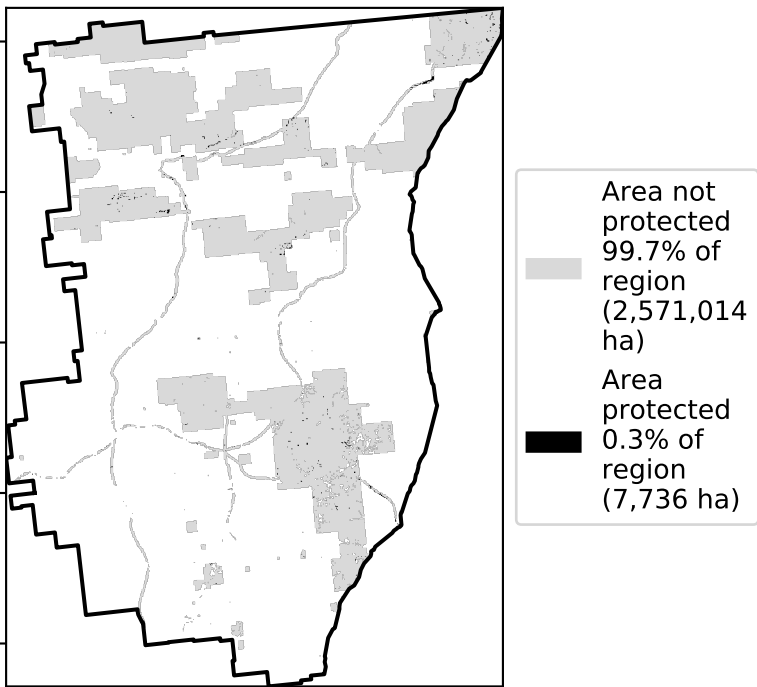 Area not
protected
99.7% of
region
(2,571,014
ha)
Area
protected
0.3% of
region
(7,736 ha)